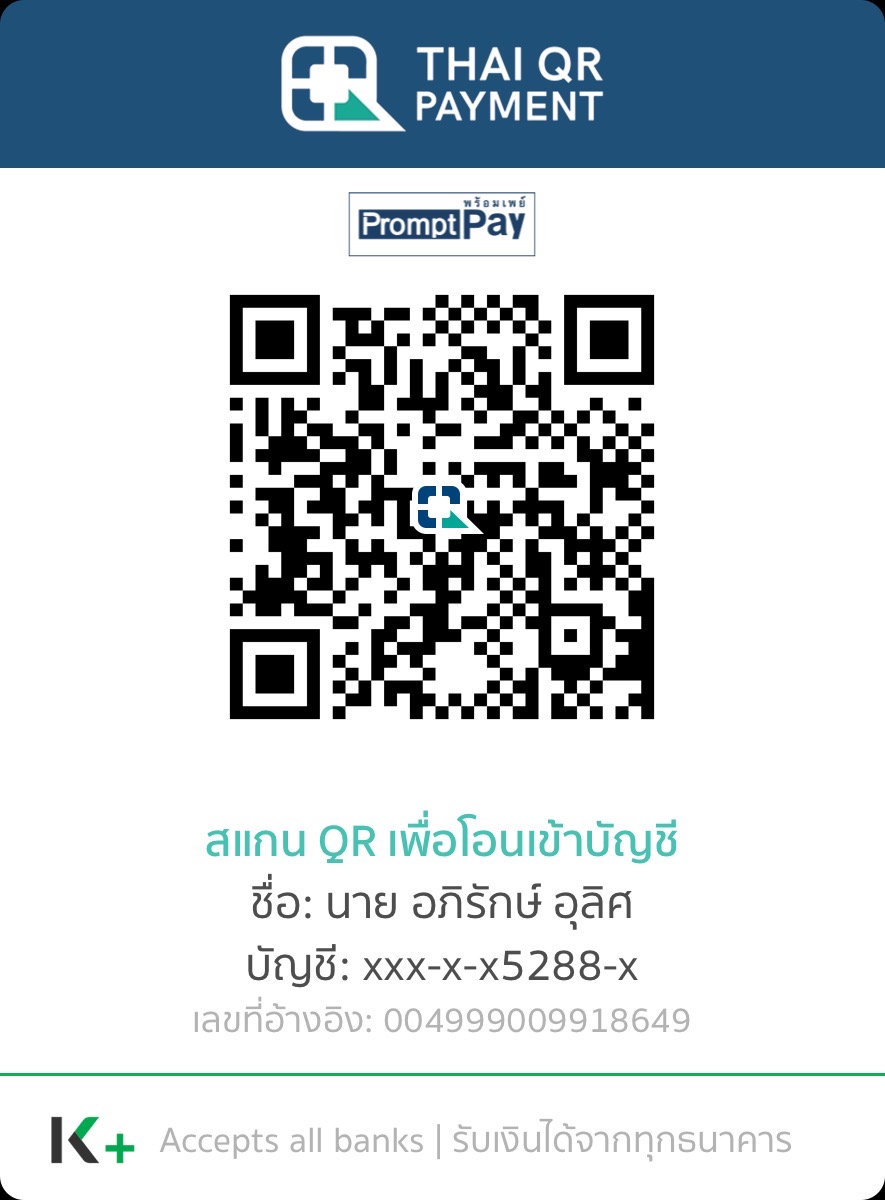 THAI QR
PAYMENT
พร้อมเพย์
PromptPay
สแกน QR เพื่อโอนเข้าบัญชี
ชื่อ: นาย อภิรักษ์ อุลิศ
บัญชี: xxx-x-x5288-x
เลขที่อ้างอิง: 004999009918649
K+ Accepts all banks | รับเงินได้จากทุกธนาคาร